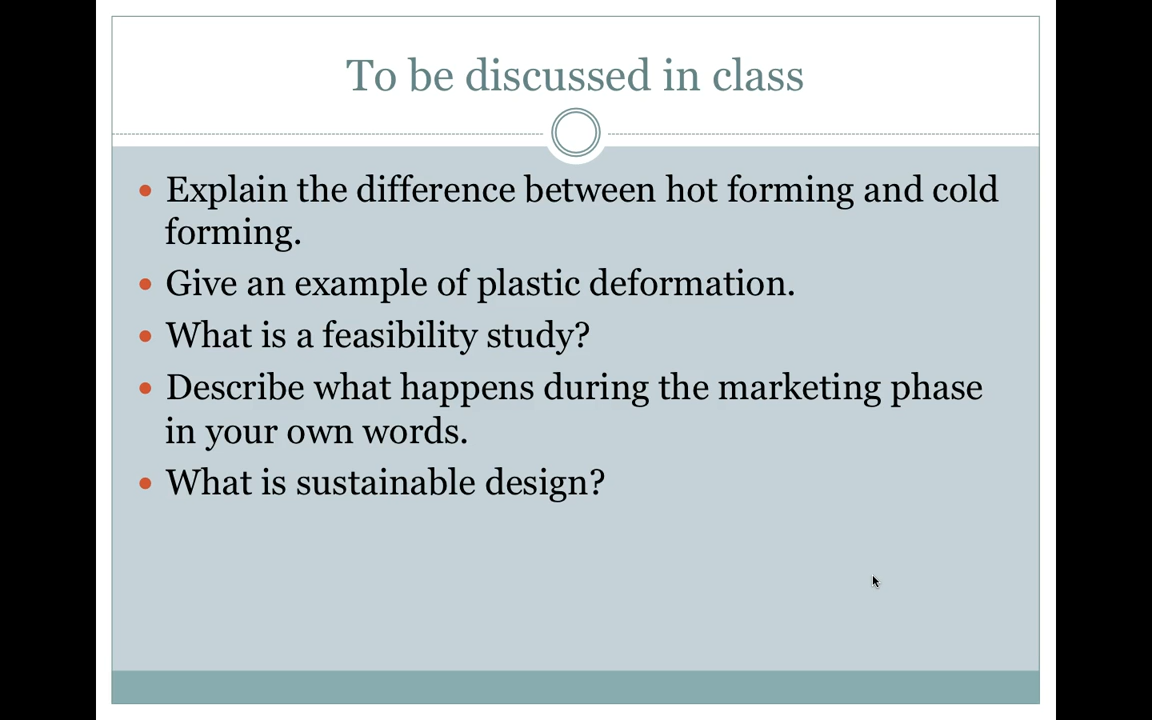 To be discussed in class
• Explain the difference between hot forming and cold
forming.
• Give an example of plastic deformation.
• What is a feasibility study?
• Describe what happens during the marketing phase
in your own words.
• What is sustainable design?